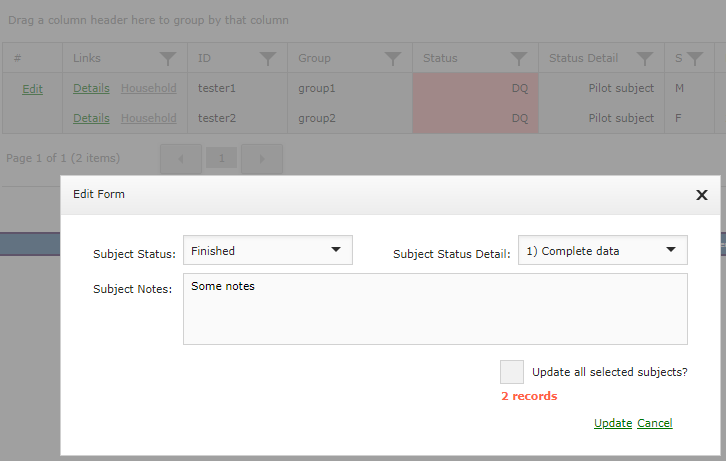 Drag a column header here to group by that column
# Links ID Group Status Status Detail S
Edit Details Household tester1 group1 DQ Pilot subject M
Details Household tester2 group2 DQ Pilot subject F
Page 1 of 1 (2 items) 1
Edit Form X
Subject Status: Finished Subject Status Detail: 1) Complete data
Subject Notes: Some notes
Update all selected subjects?
2 records
Update Cancel